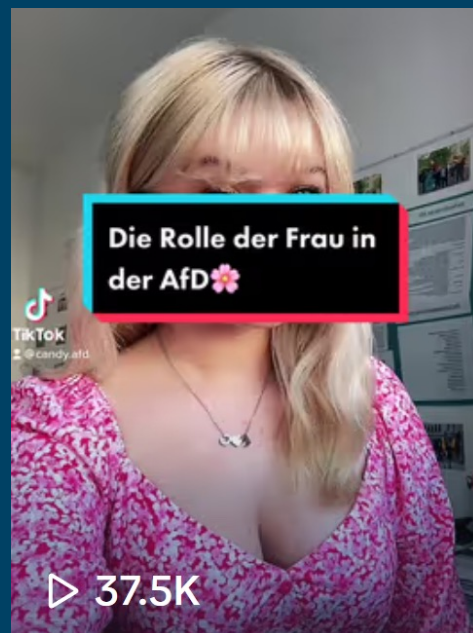 Die Rolle der Frau in
der AfD🌸
TikTok
@candy.afd
37.5K